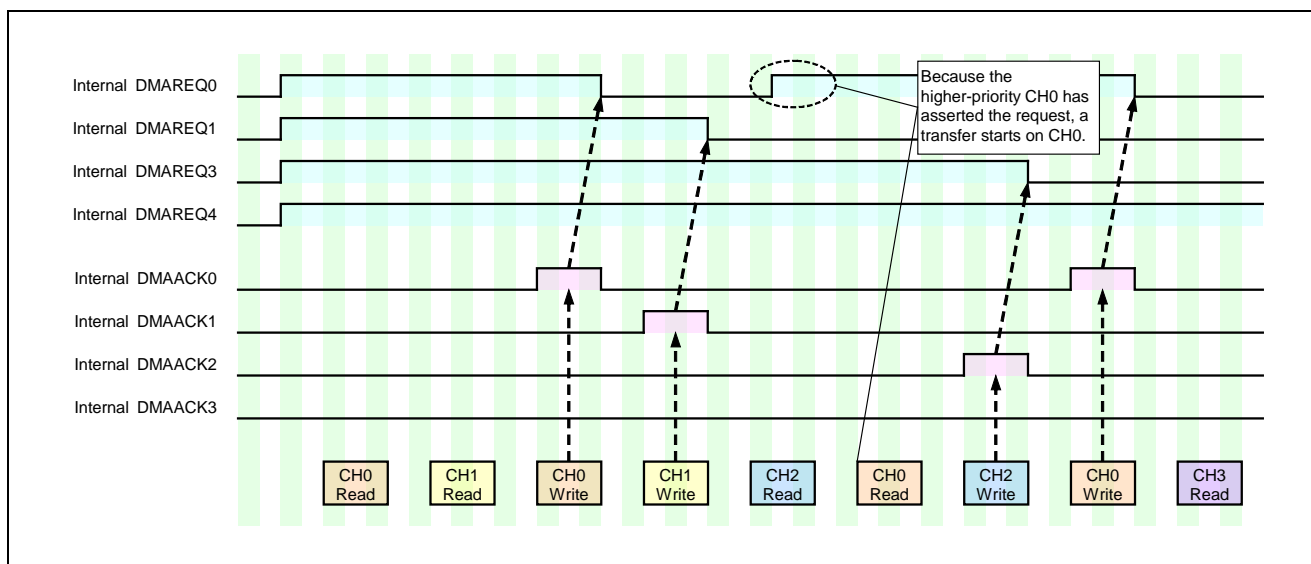 Internal DMAREQ0
Internal DMAREQ1
Internal DMAREQ3
Internal DMAREQ4
Because the
higher-priority CH0 has
asserted the request, a
transfer starts on CH0.
Internal DMAACK0
Internal DMAACK1
Internal DMAACK2
Internal DMAACK3
CH0
Read
CH1
Read
CH0
Write
CH1
Write
CH2
Read
CH0
Read
CH2
Write
CH0
Write
CH3
Read